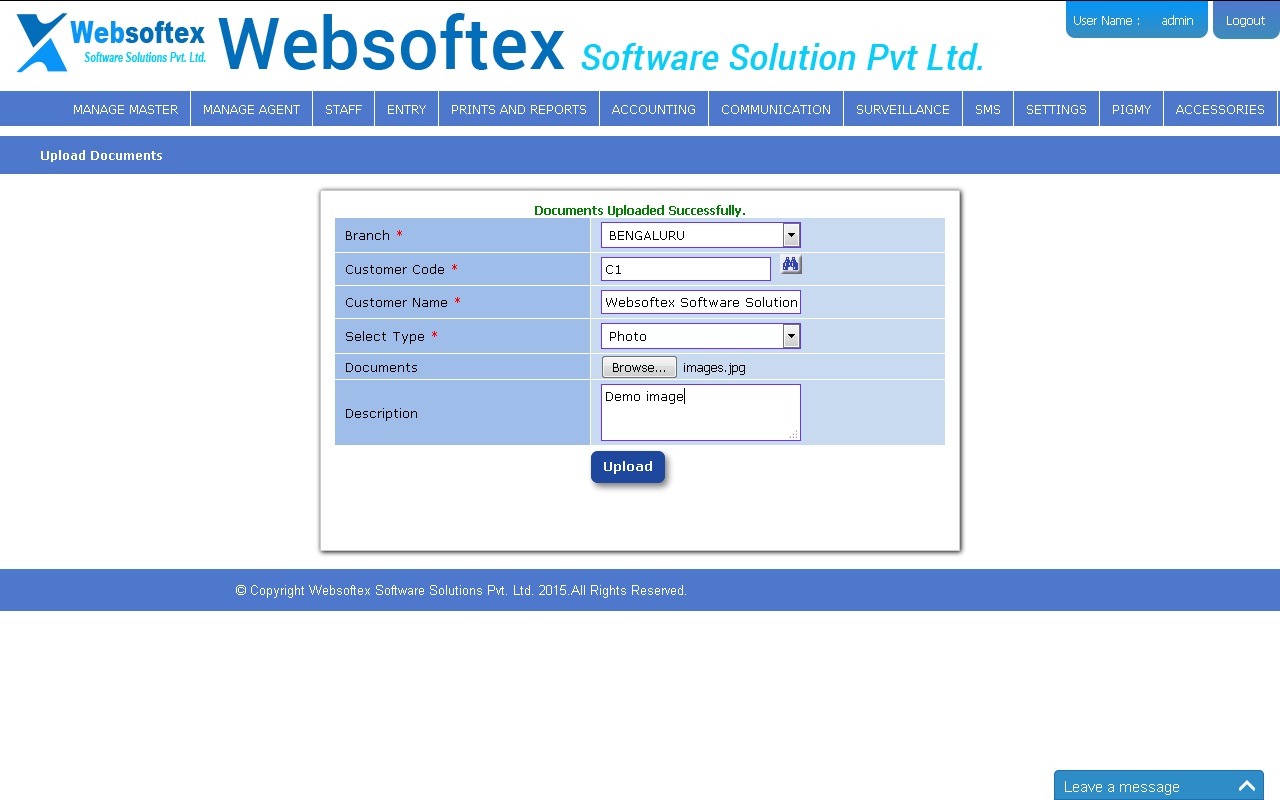 Websoftex
Software Solutions Pvt. Ltd.
Websoftex Software Solution Pvt Ltd.
User Name : admin
Logout
MANAGE MASTER MANAGE AGENT STAFF ENTRY PRINTS AND REPORTS ACCOUNTING COMMUNICATION SURVEILLANCE SMS SETTINGS PIGMY ACCESSORIES
Upload Documents
Documents Uploaded Successfully.
Branch * BENGALURU
Customer Code * C1
Customer Name * Websoftex Software Solution
Select Type * Photo
Documents Browse... images.jpg
Description Demo image
Upload
© Copyright Websoftex Software Solutions Pvt. Ltd. 2015.All Rights Reserved.
Leave a message